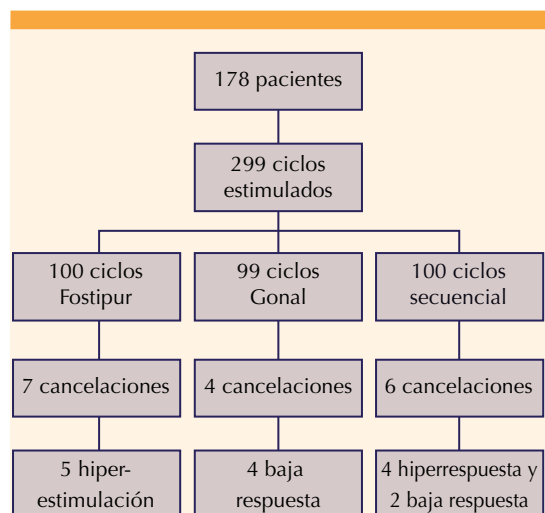 178 pacientes
299 ciclos
estimulados
100 ciclos
Fostipur
99 ciclos
Gonal
100 ciclos
secuencial
7 cancelaciones
4 cancelaciones
6 cancelaciones
5 hiper-
estimulación
4 baja
respuesta
4 hiperrespuesta y
2 baja respuesta